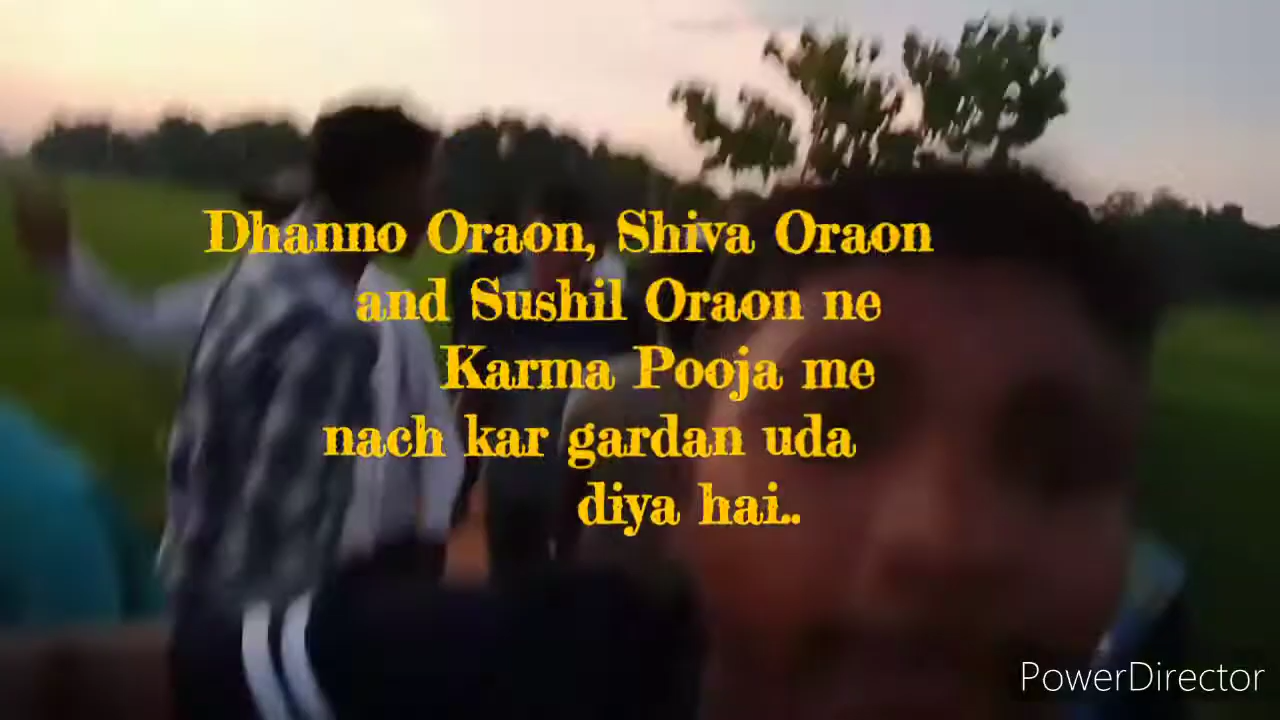 Dhanno Oraon, Shiva Oraon
and Sushil Oraon ne
Karma Pooja me
nach kar gardan uda
diya hai..
PowerDirector